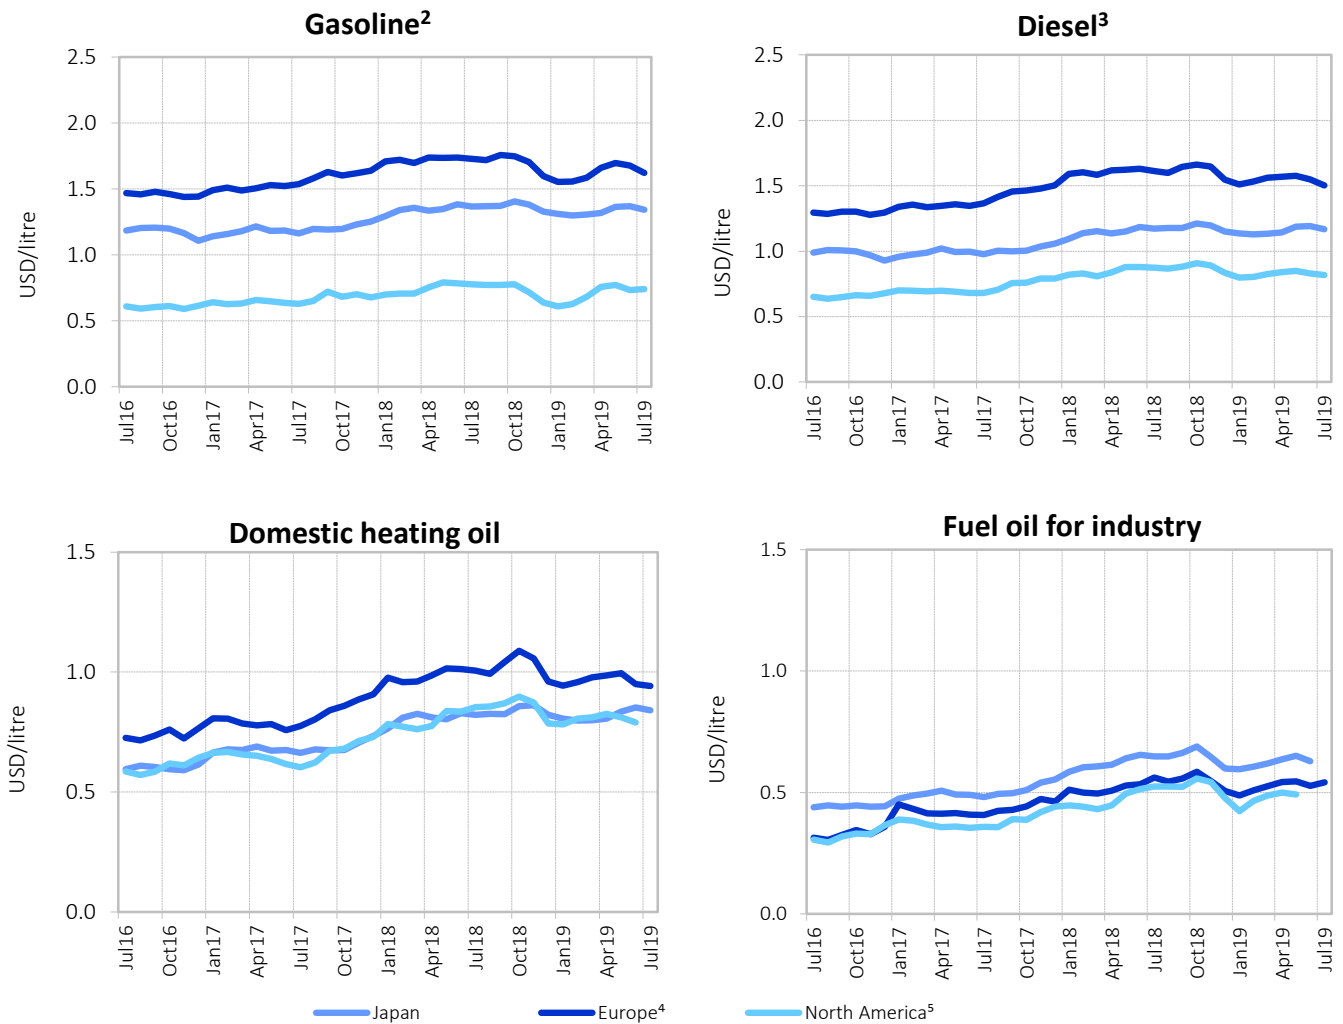 Gasoline²
2.5
2.0
1.5
1.0
0.5
0.0
USD/litre
Jul16 Oct16 Jan17 Apr17 Jul17 Oct17 Jan18 Apr18 Jul18 Oct18 Jan19 Apr19 Jul19
Diesel³
2.5
2.0
1.5
1.0
0.5
0.0
USD/litre
Jul16 Oct16 Jan17 Apr17 Jul17 Oct17 Jan18 Apr18 Jul18 Oct18 Jan19 Apr19 Jul19
Domestic heating oil
1.5
1.0
0.5
0.0
USD/litre
Jul16 Oct16 Jan17 Apr17 Jul17 Oct17 Jan18 Apr18 Jul18 Oct18 Jan19 Apr19 Jul19
Fuel oil for industry
1.5
1.0
0.5
0.0
USD/litre
Jul16 Oct16 Jan17 Apr17 Jul17 Oct17 Jan18 Apr18 Jul18 Oct18 Jan19 Apr19 Jul19
Japan Europe⁴ North America⁵